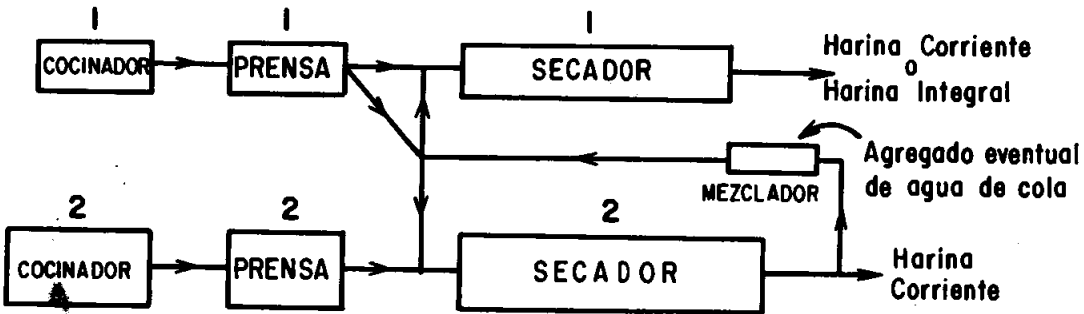 1
1
1
COCINADOR
PRENSA
SECADOR
Harina Corriente
o
Harina Integral
Agregado eventual
de agua de cola
MEZCLADOR
2
2
2
COCINADOR
PRENSA
SECADOR
Harina
Corriente